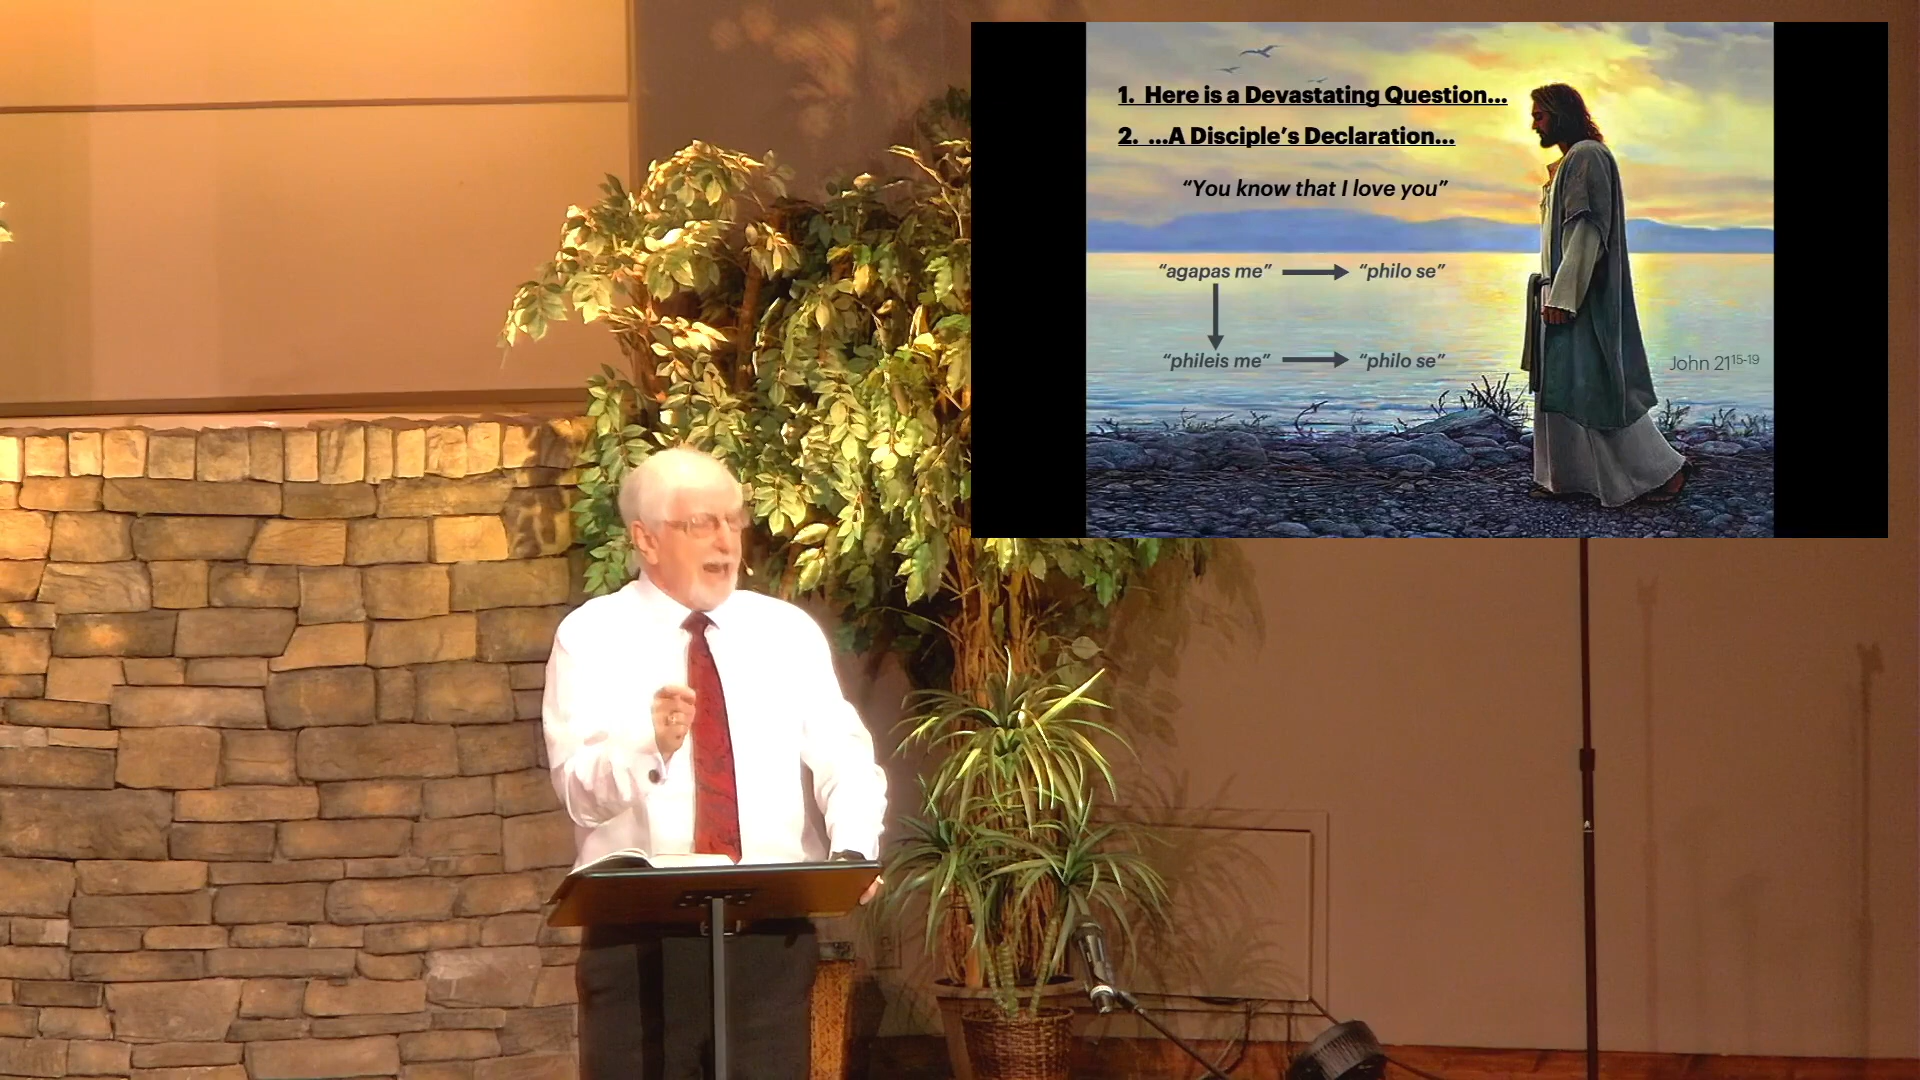 1. Here is a Devastating Question...
2. ...A Disciple's Declaration...
“You know that I love you”
“agapas me” “philo se”
“phileis me” “philo se”
John 21¹⁵⁻¹⁹